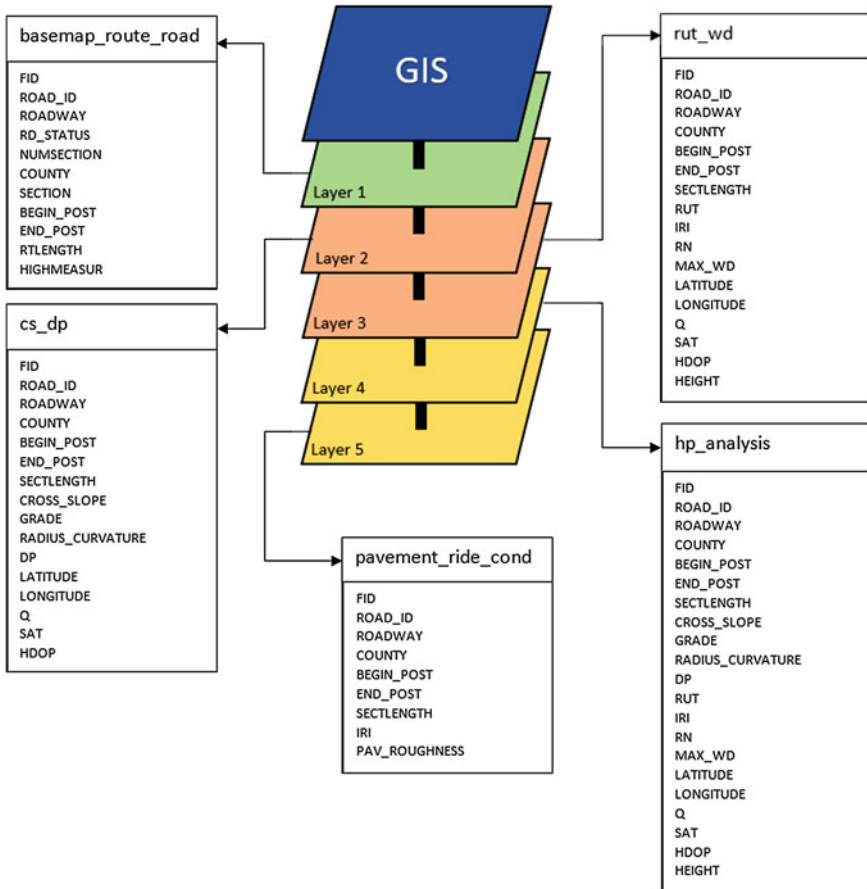 basemap_route_road
FID
ROAD_ID
ROADWAY
RD_STATUS
NUMSECTION
COUNTY
SECTION
BEGIN_POST
END_POST
RTLENGTH
HIGHMEASUR
cs_dp
FID
ROAD_ID
ROADWAY
COUNTY
BEGIN_POST
END_POST
SECTLENGTH
CROSS_SLOPE
GRADE
RADIUS_CURVATURE
DP
LATITUDE
LONGITUDE
Q
SAT
HDOP
GIS
Layer 1
Layer 2
Layer 3
Layer 4
Layer 5
pavement_ride_cond
FID
ROAD_ID
ROADWAY
COUNTY
BEGIN_POST
END_POST
SECTLENGTH
IRI
PAV_ROUGHNESS
rut_wd
FID
ROAD_ID
ROADWAY
COUNTY
BEGIN_POST
END_POST
SECTLENGTH
RUT
IRI
RN
MAX_WD
LATITUDE
LONGITUDE
Q
SAT
HDOP
HEIGHT
hp_analysis
FID
ROAD_ID
ROADWAY
COUNTY
BEGIN_POST
END_POST
SECTLENGTH
CROSS_SLOPE
GRADE
RADIUS_CURVATURE
DP
RUT
IRI
RN
MAX_WD
LATITUDE
LONGITUDE
Q
SAT
HDOP
HEIGHT